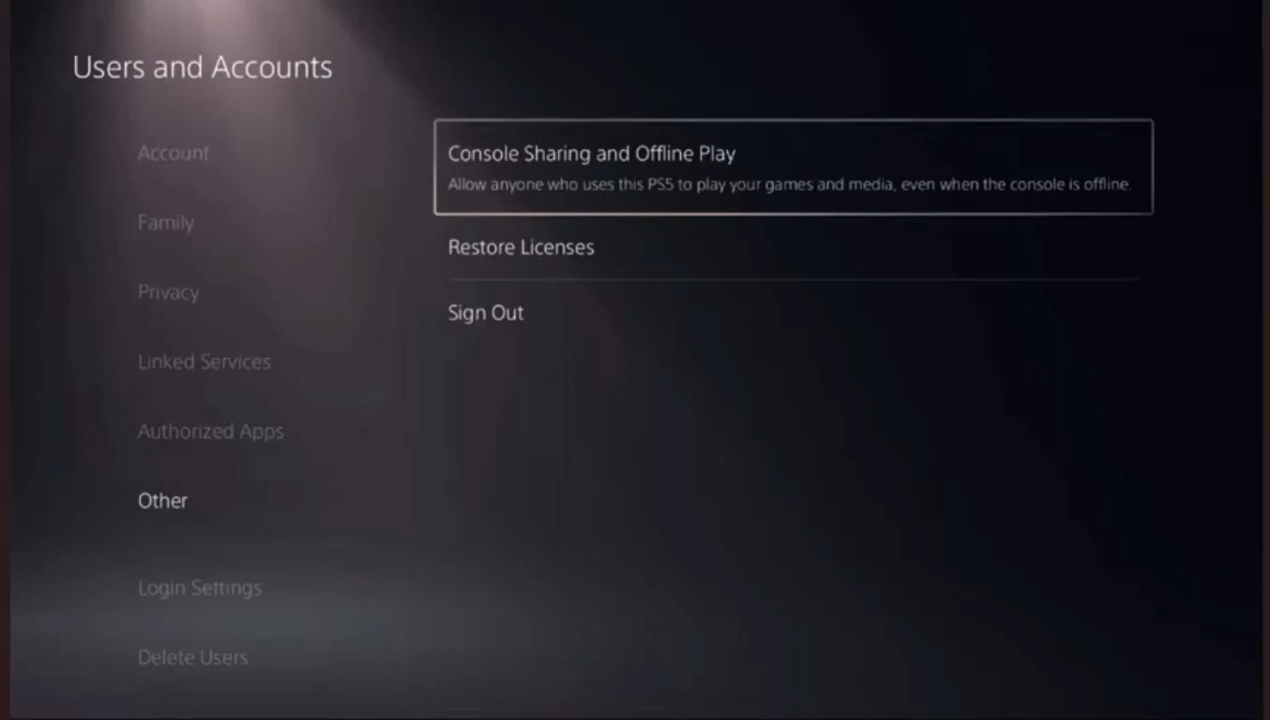 Users and Accounts
Account
Family
Privacy
Linked Services
Authorized Apps
Other
Login Settings
Delete Users
Console Sharing and Offline Play
Allow anyone who uses this PS5 to play your games and media, even when the console is offline.
Restore Licenses
Sign Out